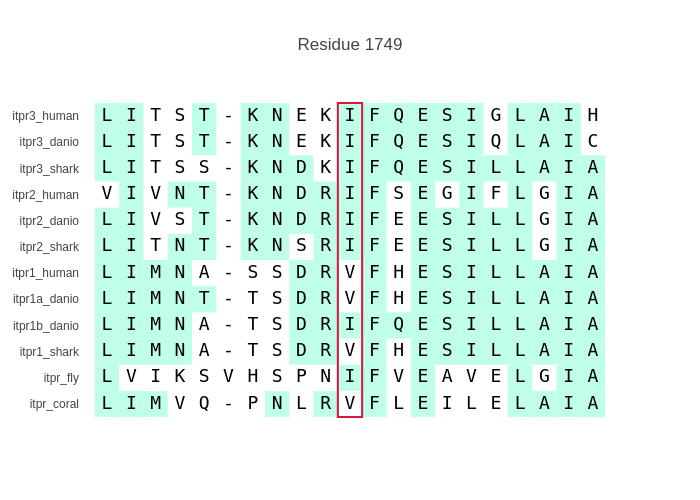 Residue 1749
itpr3_human L I T S T - K N E K I F Q E S I G L A I H
itpr3_danio L I T S T - K N E K I F Q E S I Q L A I C
itpr3_shark L I T S S - K N D K I F Q E S I L L A I A
itpr2_human V I V N T - K N D R I F S E G I F L G I A
itpr2_danio L I V S T - K N D R I F E E S I L L G I A
itpr2_shark L I T N T - K N S R I F E E S I L L G I A
itpr1_human L I M N A - S S D R V F H E S I L L A I A
itpr1a_danio L I M N T - T S D R V F H E S I L L A I A
itpr1b_danio L I M N A - T S D R I F Q E S I L L A I A
itpr1_shark L I M N A - T S D R V F H E S I L L A I A
itpr_fly L V I K S V H S P N I F V E A V E L G I A
itpr_coral L I M V Q - P N L R V F L E I L E L A I A